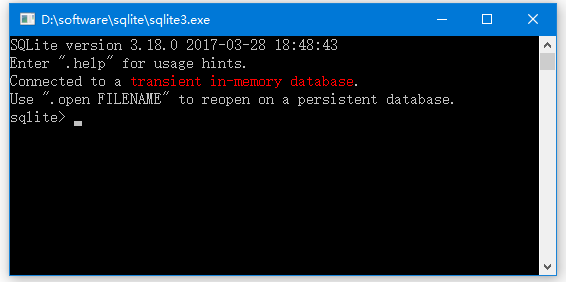 D:\software\sqlite\sqlite3.exe
SQLite version 3.18.0 2017-03-28 18:48:43
Enter ".help" for usage hints.
Connected to a transient in-memory database.
Use ".open FILENAME" to reopen on a persistent database.
sqlite>